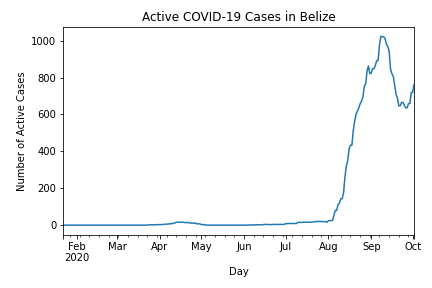 Active COVID-19 Cases in Belize
Number of Active Cases
1000
800
600
400
200
0
Feb Mar Apr May Jun Jul Aug Sep Oct
2020
Day